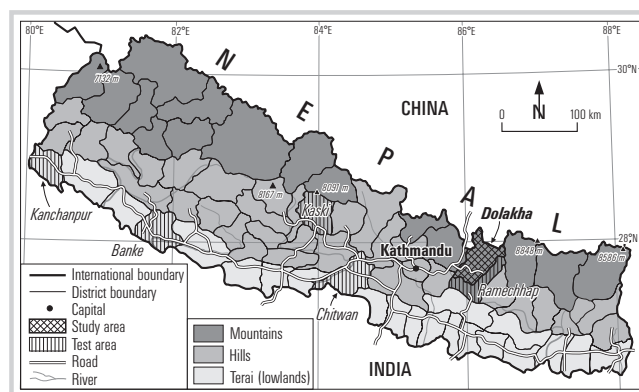 80°E 82°E 84°E 86°E 88°E
30°N
28°N
NEPAL
CHINA
INDIA
N
0 100 km
7132 m
8167 m
8091 m
8848 m
8586 m
Kanchanpur
Banke
Kaski
Chitwan
Kathmandu
Dolakha
Ramechhap
International boundary
District boundary
Capital
Study area
Test area
Road
River
Mountains
Hills
Terai (lowlands)